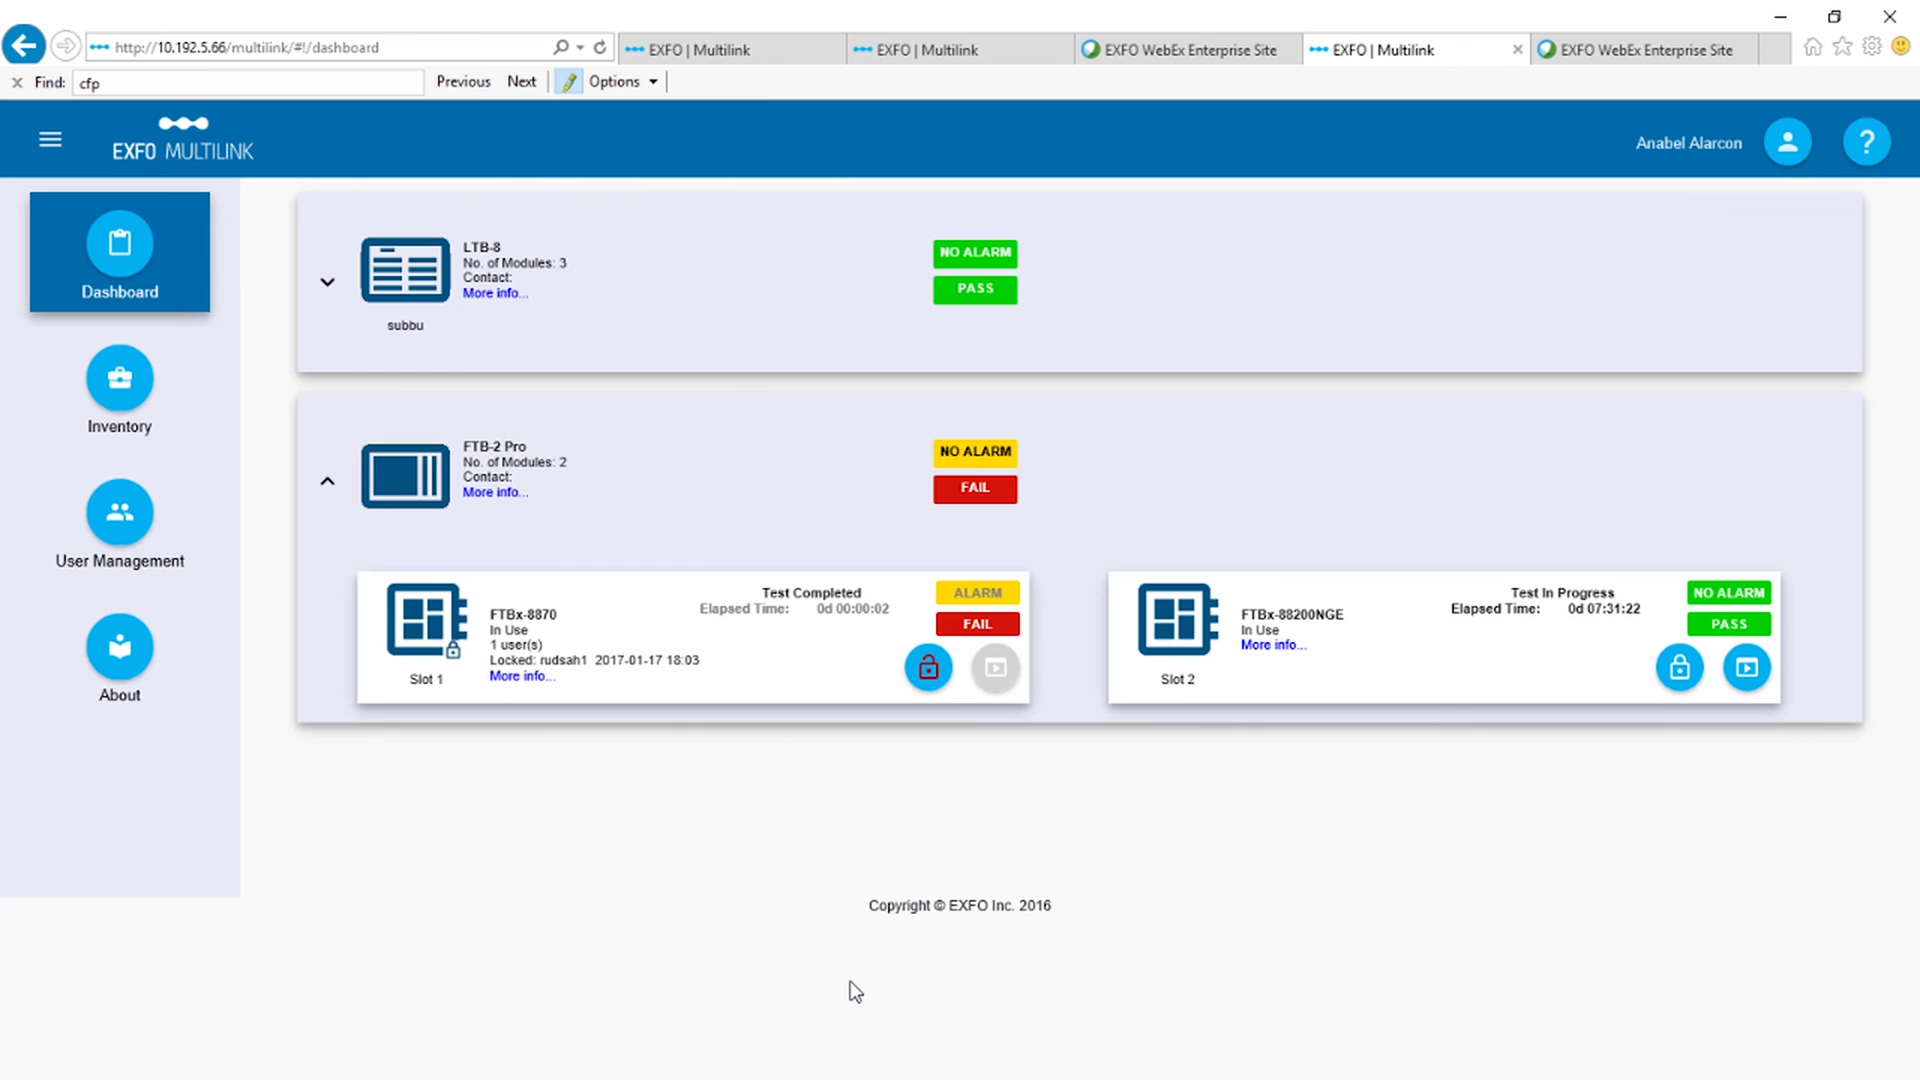 http://10.192.5.66/multilink/#!/dashboard
EXFO | Multilink
EXFO | Multilink
EXFO WebEx Enterprise Site
EXFO | Multilink
EXFO WebEx Enterprise Site
Find: cfp
Previous
Next
Options
EXFO MULTILINK
Anabel Alarcon
?
Dashboard
Inventory
User Management
About
LTB-8
No. of Modules: 3
Contact:
More info...
subbu
NO ALARM
PASS
FTB-2 Pro
No. of Modules: 2
Contact:
More info...
NO ALARM
FAIL
FTBx-8870
In Use
1 user(s)
Locked: rudsah1 2017-01-17 18:03
More info...
Slot 1
Test Completed
Elapsed Time: 0d 00:00:02
ALARM
FAIL
FTBx-88200NGE
In Use
More info...
Slot 2
Test In Progress
Elapsed Time: 0d 07:31:22
NO ALARM
PASS
Copyright © EXFO Inc. 2016